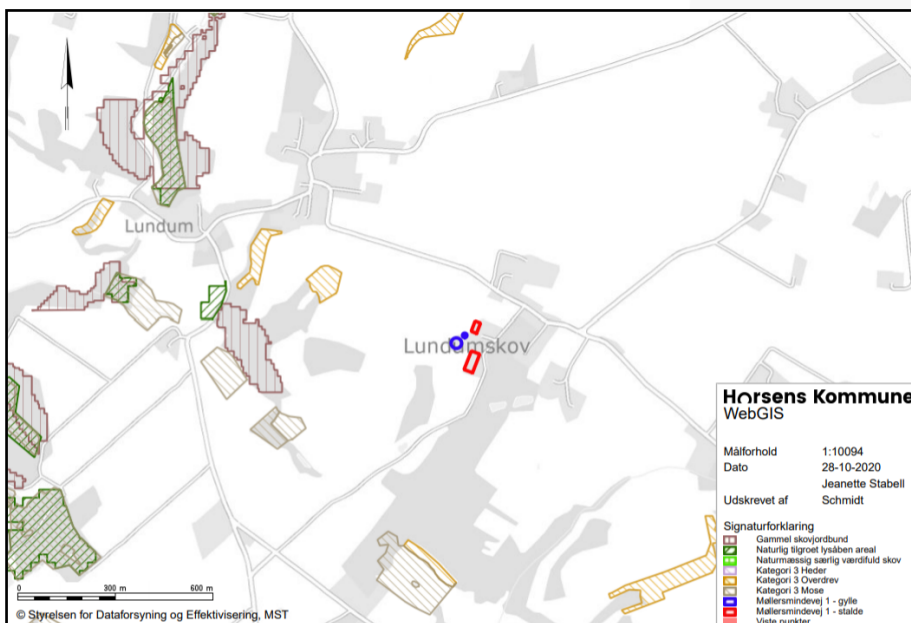 Lundum
Lundumskov
Horsens Kommune
WebGIS
Målforhold 1:10094
Dato 28-10-2020
Jeanette Stabell
Udskrevet af Schmidt
Signaturforklaring
Gammel skovjordbund
Naturlig tilgroet lysåben areal
Naturmæssig særlig værdifuld skov
Kategori 3 Heder
Kategori 3 Overdrev
Kategori 3 Mose
Møllersmindevej 1 - gylle
Møllersmindevej 1 - stalde
Viste punkter
0 300 m 600 m
© Styrelsen for Dataforsyning og Effektivisering, MST